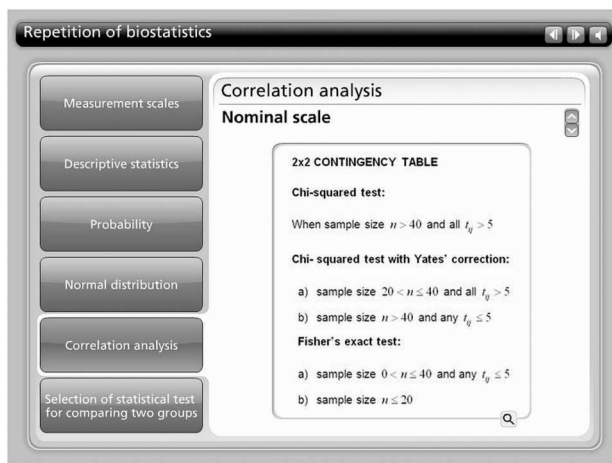 Repetition of biostatistics
Measurement scales
Descriptive statistics
Probability
Normal distribution
Correlation analysis
Selection of statistical test
for comparing two groups
Correlation analysis
Nominal scale
2x2 CONTINGENCY TABLE
Chi-squared test:
When sample size n > 40 and all t_ij > 5
Chi- squared test with Yates' correction:
a) sample size 20 < n ≤ 40 and all t_ij > 5
b) sample size n > 40 and any t_ij ≤ 5
Fisher's exact test:
a) sample size 0 < n ≤ 40 and any t_ij ≤ 5
b) sample size n ≤ 20